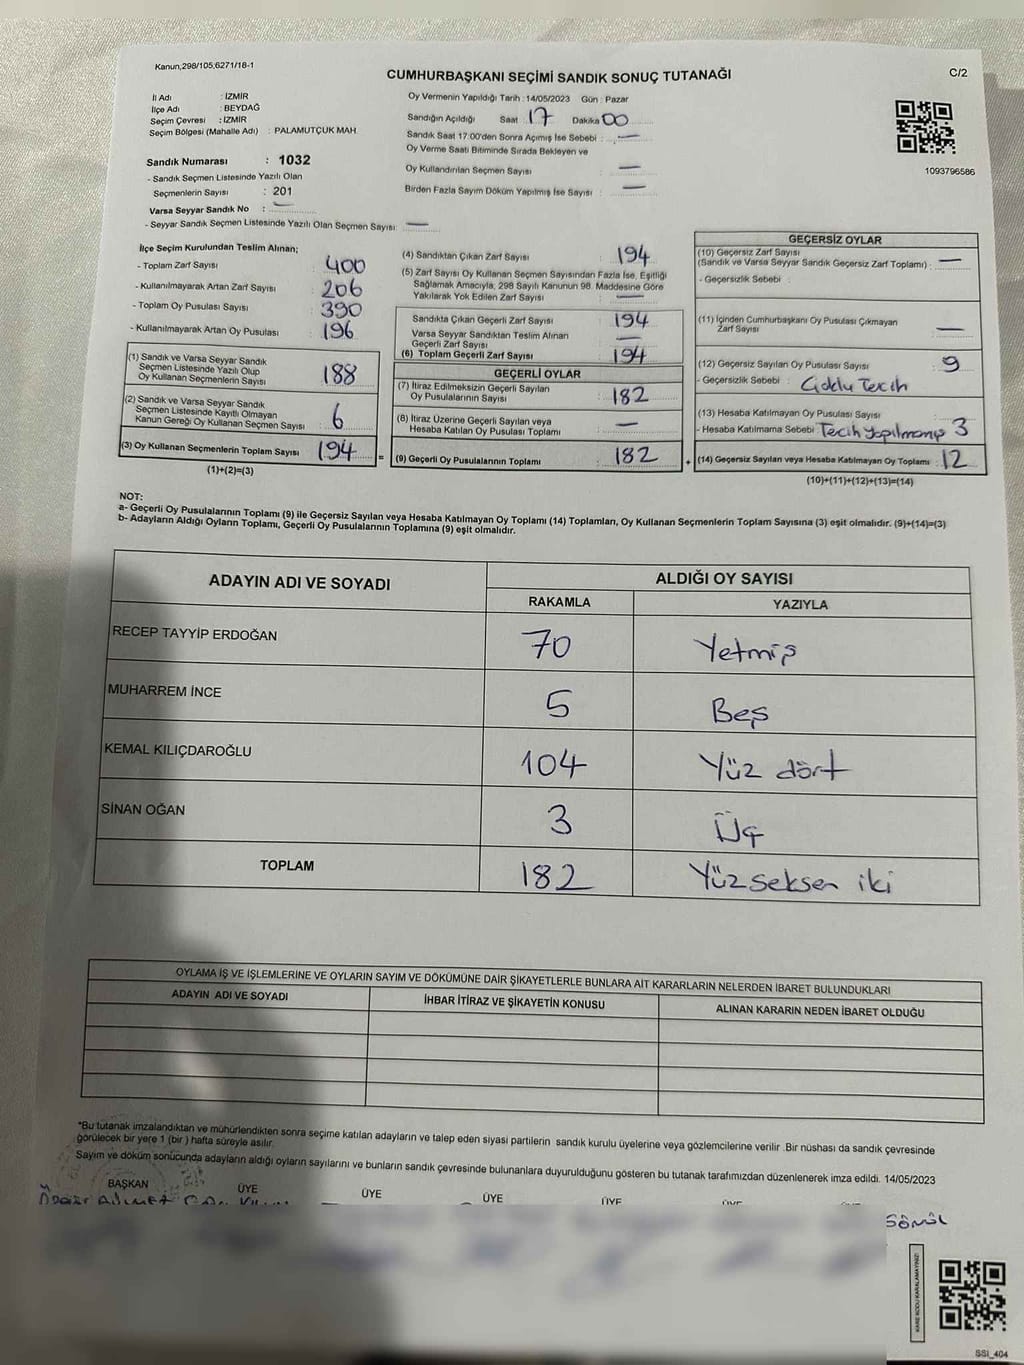 Kanun,298/105,6271/18-1
CUMHURBAŞKANI SEÇİMİ SANDIK SONUÇ TUTANAĞI
C/2
İl Adı : İZMİR
İlçe Adı : BEYDAĞ
Seçim Çevresi : İZMİR
Seçim Bölgesi (Mahalle Adı) : PALAMUTÇUK MAH.
Sandık Numarası : 1032
- Sandık Seçmen Listesinde Yazılı Olan
Seçmenlerin Sayısı : 201
Varsa Seyyar Sandık No : —
- Seyyar Sandık Seçmen Listesinde Yazılı Olan Seçmen Sayısı: —
Oy Vermenin Yapıldığı Tarih : 14/05/2023 Gün : Pazar
Sandığın Açıldığı Saat 17 Dakika 00
Sandık Saat 17:00'den Sonra Açımış İse Sebebi : —
Oy Verme Saati Bitiminde Sırada Bekleyen ve
Oy Kullandırılan Seçmen Sayısı : —
Birden Fazla Sayım Döküm Yapılmış İse Sayısı : —
1093796586
İlçe Seçim Kurulundan Teslim Alınan;
- Toplam Zarf Sayısı : 400
- Kullanılmayarak Artan Zarf Sayısı : 206
- Toplam Oy Pusulası Sayısı : 390
- Kullanılmayarak Artan Oy Pusulası : 196
(1) Sandık ve Varsa Seyyar Sandık
Seçmen Listesinde Yazılı Olup
Oy Kullanan Seçmenlerin Sayısı : 188
(2) Sandık ve Varsa Seyyar Sandık
Seçmen Listesinde Kayıtlı Olmayan
Kanun Gereği Oy Kullanan Seçmen Sayısı : 6
(3) Oy Kullanan Seçmenlerin Toplam Sayısı : 194 =
(1)+(2)=(3)
(4) Sandıktan Çıkan Zarf Sayısı : 194
(5) Zarf Sayısı Oy Kullanan Seçmen Sayısından Fazla İse, Eşitliği
Sağlamak Amacıyla, 298 Sayılı Kanunun 98. Maddesine Göre
Yakılarak Yok Edilen Zarf Sayısı : —
Sandıkta Çıkan Geçerli Zarf Sayısı : 194
Varsa Seyyar Sandıktan Teslim Alınan
Geçerli Zarf Sayısı : —
(6) Toplam Geçerli Zarf Sayısı : 194
GEÇERLİ OYLAR
(7) İtiraz Edilmeksizin Geçerli Sayılan
Oy Pusulalarının Sayısı : 182
(8) İtiraz Üzerine Geçerli Sayılan veya
Hesaba Katılan Oy Pusulası Toplamı : —
(9) Geçerli Oy Pusulalarının Toplamı : 182 +
GEÇERSİZ OYLAR
(10) Geçersiz Zarf Sayısı
(Sandık ve Varsa Seyyar Sandık Geçersiz Zarf Toplamı) : —
- Geçersizlik Sebebi :
(11) İçinden Cumhurbaşkanı Oy Pusulası Çıkmayan
Zarf Sayısı : —
(12) Geçersiz Sayılan Oy Pusulası Sayısı : 9
- Geçersizlik Sebebi : Çoklu Tercih
(13) Hesaba Katılmayan Oy Pusulası Sayısı :
- Hesaba Katılmama Sebebi : Tecih yapılmamış 3
(14) Geçersiz Sayılan veya Hesaba Katılmayan Oy Toplamı : 12
(10)+(11)+(12)+(13)=(14)
NOT:
a- Geçerli Oy Pusulalarının Toplamı (9) ile Geçersiz Sayılan veya Hesaba Katılmayan Oy Toplamı (14) Toplamları, Oy Kullanan Seçmenlerin Toplam Sayısına (3) eşit olmalıdır. (9)+(14)=(3)
b- Adayların Aldığı Oyların Toplamı, Geçerli Oy Pusulalarının Toplamına (9) eşit olmalıdır.
ADAYIN ADI VE SOYADI
ALDIĞI OY SAYISI
RAKAMLA YAZIYLA
RECEP TAYYİP ERDOĞAN 70 Yetmiş
MUHARREM İNCE 5 Beş
KEMAL KILIÇDAROĞLU 104 Yüz dört
SİNAN OĞAN 3 Üç
TOPLAM 182 Yüz seksen iki
OYLAMA İŞ VE İŞLEMLERİNE VE OYLARIN SAYIM VE DÖKÜMÜNE DAİR ŞİKAYETLERLE BUNLARA AİT KARARLARIN NELERDEN İBARET BULUNDUKLARI
ADAYIN ADI VE SOYADI İHBAR İTİRAZ VE ŞİKAYETİN KONUSU ALINAN KARARIN NEDEN İBARET OLDUĞU
*Bu tutanak imzalandıktan ve mühürlendikten sonra seçime katılan adayların ve talep eden siyasi partilerin sandık kurulu üyelerine veya gözlemcilerine verilir .Bir nüshası da sandık çevresinde
görülecek bir yere 1 (bir ) hafta süreyle asılır.
Sayım ve döküm sonucunda adayların aldığı oyların sayılarını ve bunların sandık çevresinde bulunanlara duyurulduğunu gösteren bu tutanak tarafımızdan düzenlenerek imza edildi. 14/05/2023
BAŞKAN ÜYE ÜYE ÜYE ÜYE ÜYE
KARE KODU KARALAMAYINIZ!
SSİ_404